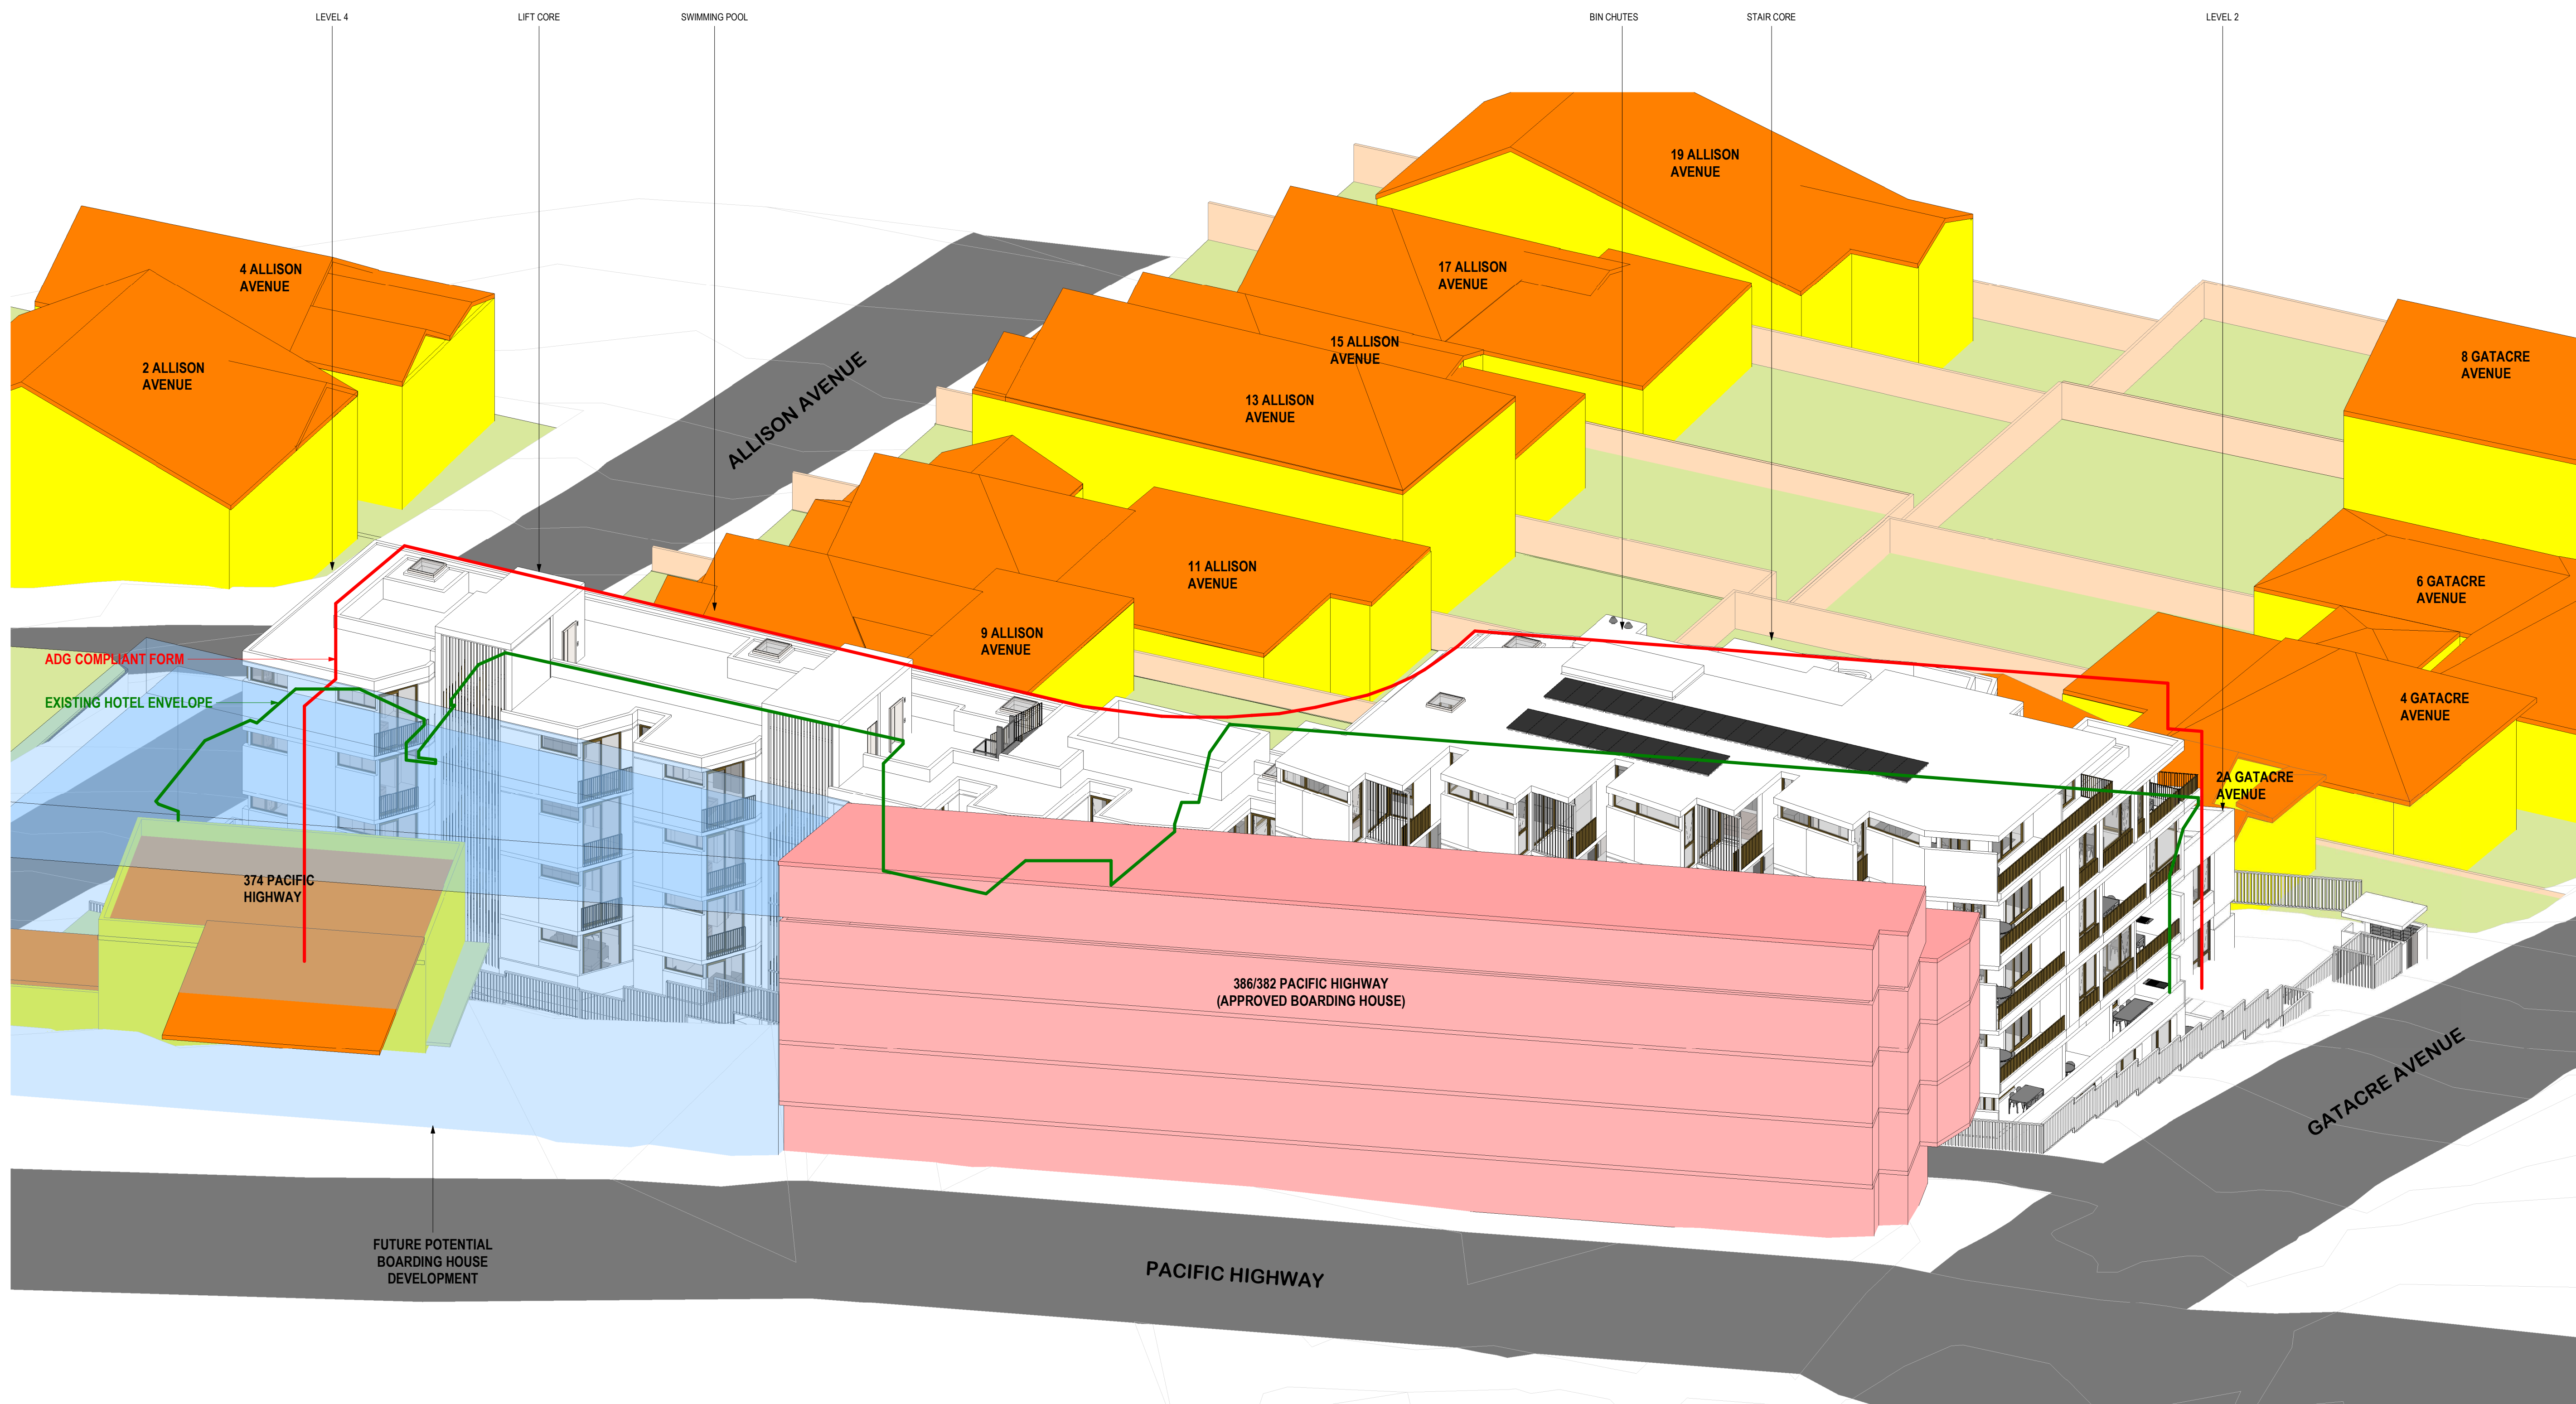 LEVEL 4
LIFT CORE
SWIMMING POOL
BIN CHUTES
STAIR CORE
LEVEL 2
19 ALLISON
AVENUE
4 ALLISON
AVENUE
17 ALLISON
AVENUE
2 ALLISON
AVENUE
15 ALLISON
AVENUE
8 GATACRE
AVENUE
ALLISON AVENUE
13 ALLISON
AVENUE
11 ALLISON
AVENUE
6 GATACRE
AVENUE
9 ALLISON
AVENUE
ADG COMPLIANT FORM
EXISTING HOTEL ENVELOPE
4 GATACRE
AVENUE
2A GATACRE
AVENUE
374 PACIFIC
HIGHWAY
386/382 PACIFIC HIGHWAY
(APPROVED BOARDING HOUSE)
GATACRE AVENUE
FUTURE POTENTIAL
BOARDING HOUSE
DEVELOPMENT
PACIFIC HIGHWAY